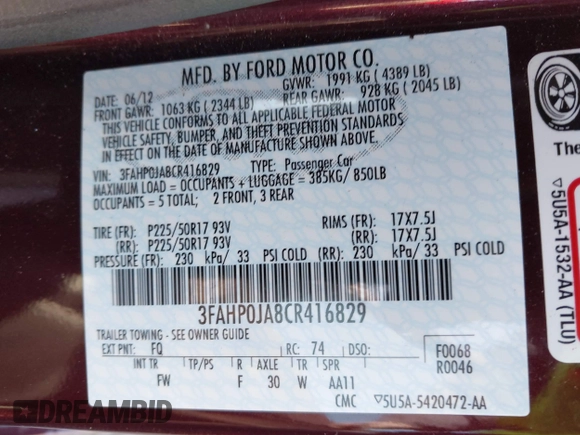 MFD. BY FORD MOTOR CO.
DATE: 06/12 GVWR: 1991 KG ( 4389 LB)
FRONT GAWR: 1063 KG ( 2344 LB) REAR GAWR: 928 KG ( 2045 LB)
THIS VEHICLE CONFORMS TO ALL APPLICABLE FEDERAL MOTOR
VEHICLE SAFETY, BUMPER, AND THEFT PREVENTION STANDARDS
IN EFFECT ON THE DATE OF MANUFACTURE SHOWN ABOVE.
VIN: 3FAHP0JA8CR416829 TYPE: Passenger Car
MAXIMUM LOAD = OCCUPANTS + LUGGAGE = 385KG/ 850LB
OCCUPANTS = 5 TOTAL; 2 FRONT, 3 REAR
TIRE (FR): P225/50R17 93V RIMS (FR): 17X7.5J
(RR): P225/50R17 93V (RR): 17X7.5J
PRESSURE (FR): 230 kPa/ 33 PSI COLD (RR): 230 kPa/ 33 PSI COLD
3FAHP0JA8CR416829
TRAILER TOWING - SEE OWNER GUIDE
EXT PNT: FQ RC: 74 DSO: F0068
R0046
INT TR TP/PS R AXLE TR SPR
FW F 30 W AA11
CMC 5U5A-5420472-AA
The
5U5A-1532-AA (TLU)
DREAMBID